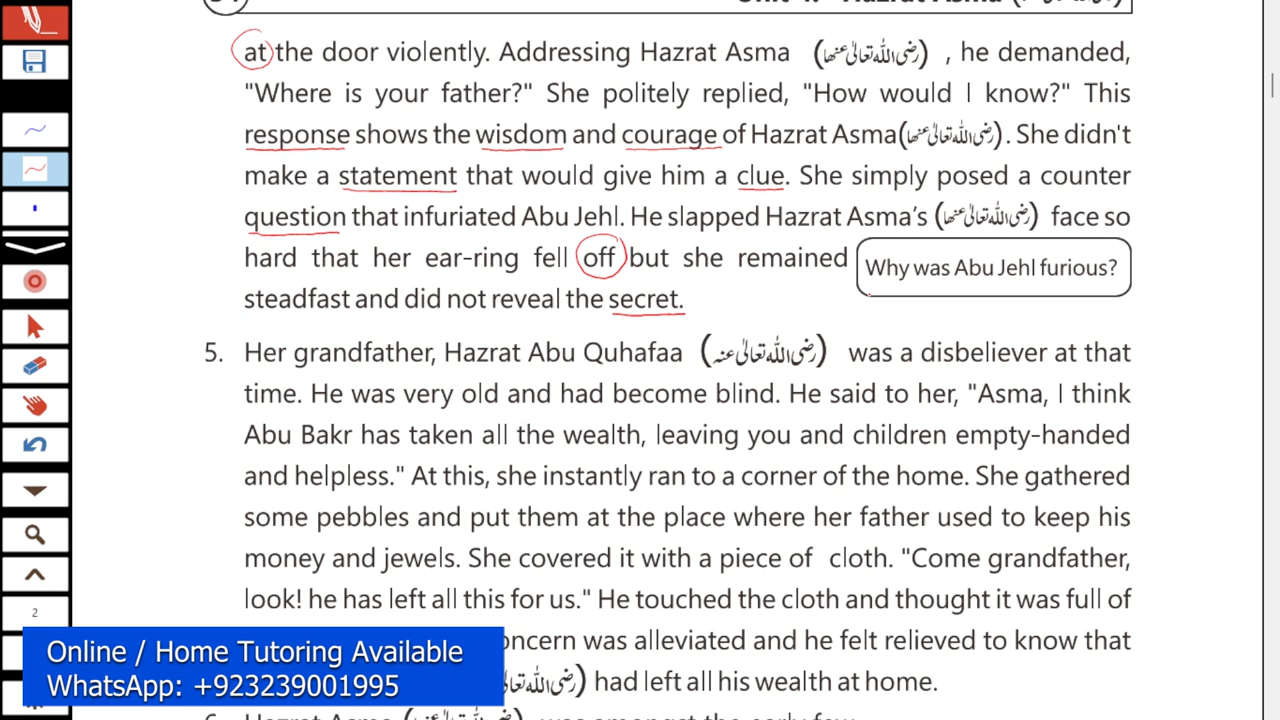 at the door violently. Addressing Hazrat Asma (رضی اللہ تعالیٰ عنھا) , he demanded,
"Where is your father?" She politely replied, "How would I know?" This
response shows the wisdom and courage of Hazrat Asma(رضی اللہ تعالیٰ عنھا). She didn't
make a statement that would give him a clue. She simply posed a counter
question that infuriated Abu Jehl. He slapped Hazrat Asma's (رضی اللہ تعالیٰ عنھا) face so
hard that her ear-ring fell off but she remained
steadfast and did not reveal the secret.
Why was Abu Jehl furious?
5. Her grandfather, Hazrat Abu Quhafaa (رضی اللہ تعالیٰ عنہ) was a disbeliever at that
time. He was very old and had become blind. He said to her, "Asma, I think
Abu Bakr has taken all the wealth, leaving you and children empty-handed
and helpless." At this, she instantly ran to a corner of the home. She gathered
some pebbles and put them at the place where her father used to keep his
money and jewels. She covered it with a piece of cloth. "Come grandfather,
look! he has left all this for us." He touched the cloth and thought it was full of
was alleviated and he felt relieved to know that
had left all his wealth at home.
2
Online / Home Tutoring Available
WhatsApp: +923239001995